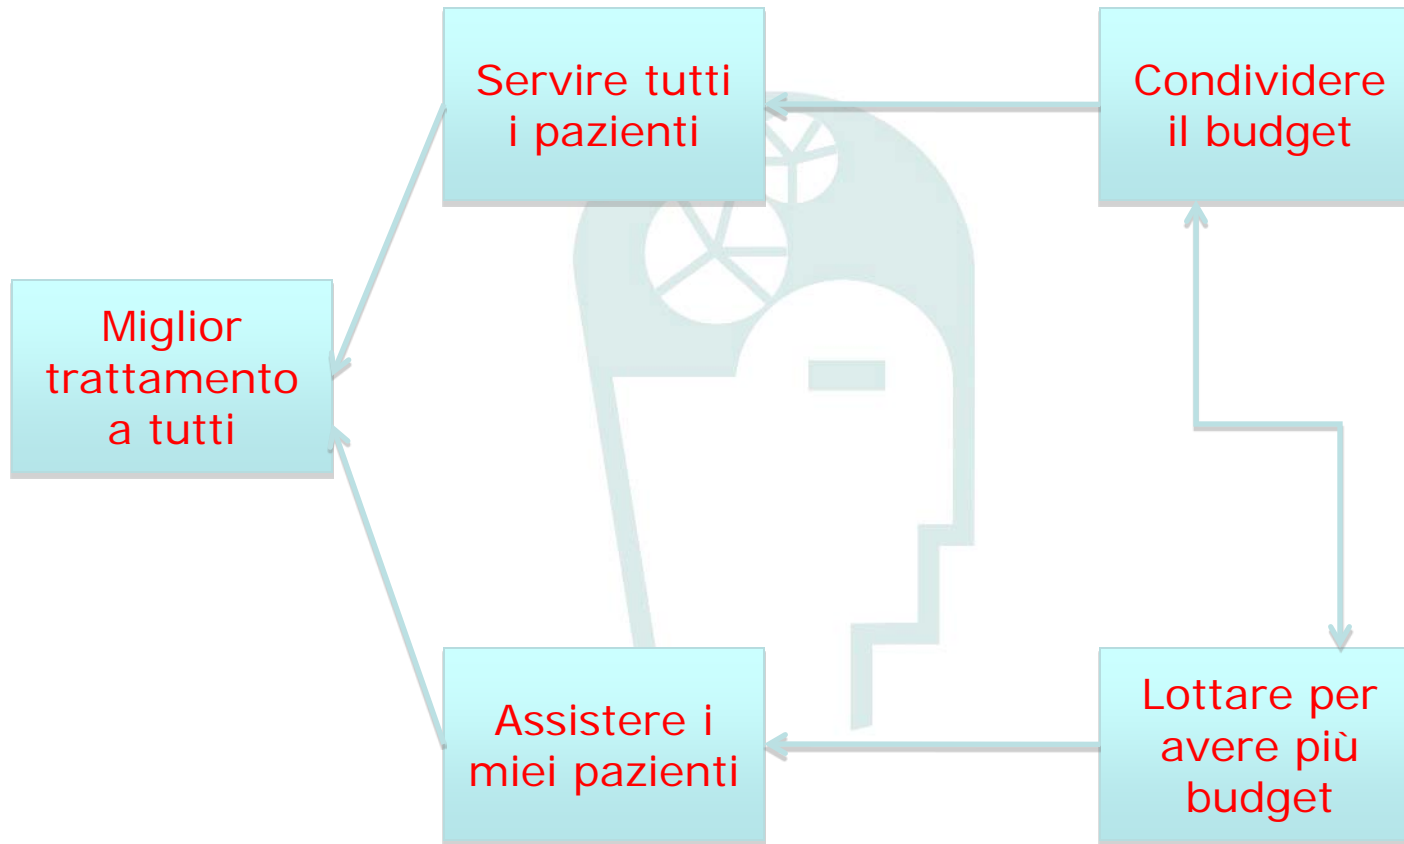 Servire tutti
i pazienti
Condividere
il budget
Miglior
trattamento
a tutti
Assistere i
miei pazienti
Lottare per
avere più
budget